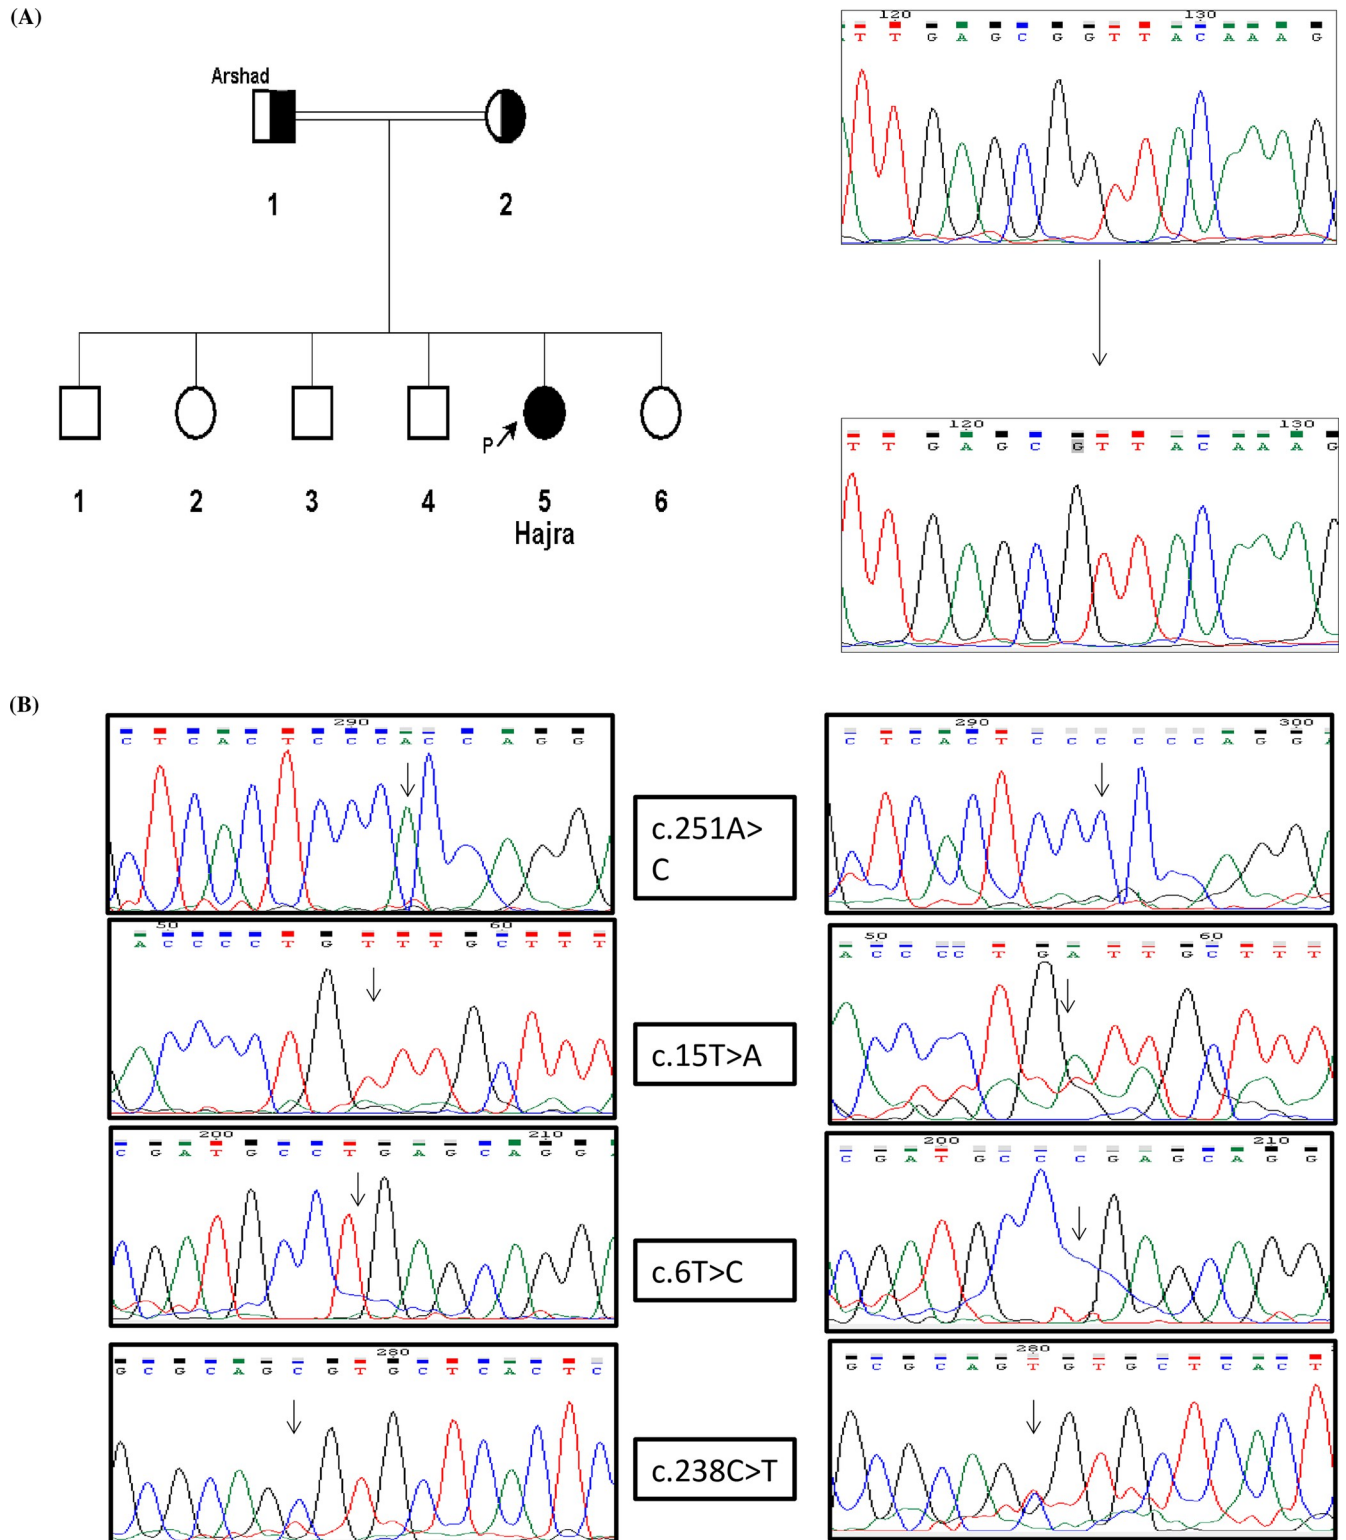 (A)
Arshad
1 2
P
1 2 3 4 5 6
Hajra
120 130
T T G A G C G G T T A C A A A G
120 130
T T G A G C G T T A C A A A G
(B)
290
C T C A C T C C C A C C A G G
c.251A>
C
290 300
C T C A C T C C C C C C A G G A
50 60
A C C C C T G T T T G C T T T
c.15T>A
50 60
A C C C C T G A T T G C T T T
200 210
C G A T G C C T G A G C A G G A
c.6T>C
200 210
C G A T G C C C G A G C A G G
280
G C G C A G C G T G C T C A C T C
c.238C>T
280
G C G C A G T G T G C T C A C T